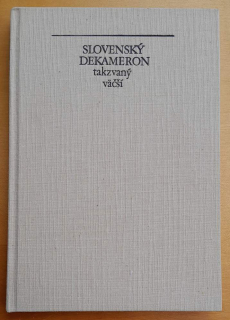 SLOVENSKÝ
DEKAMERON
takzvaný
väčší